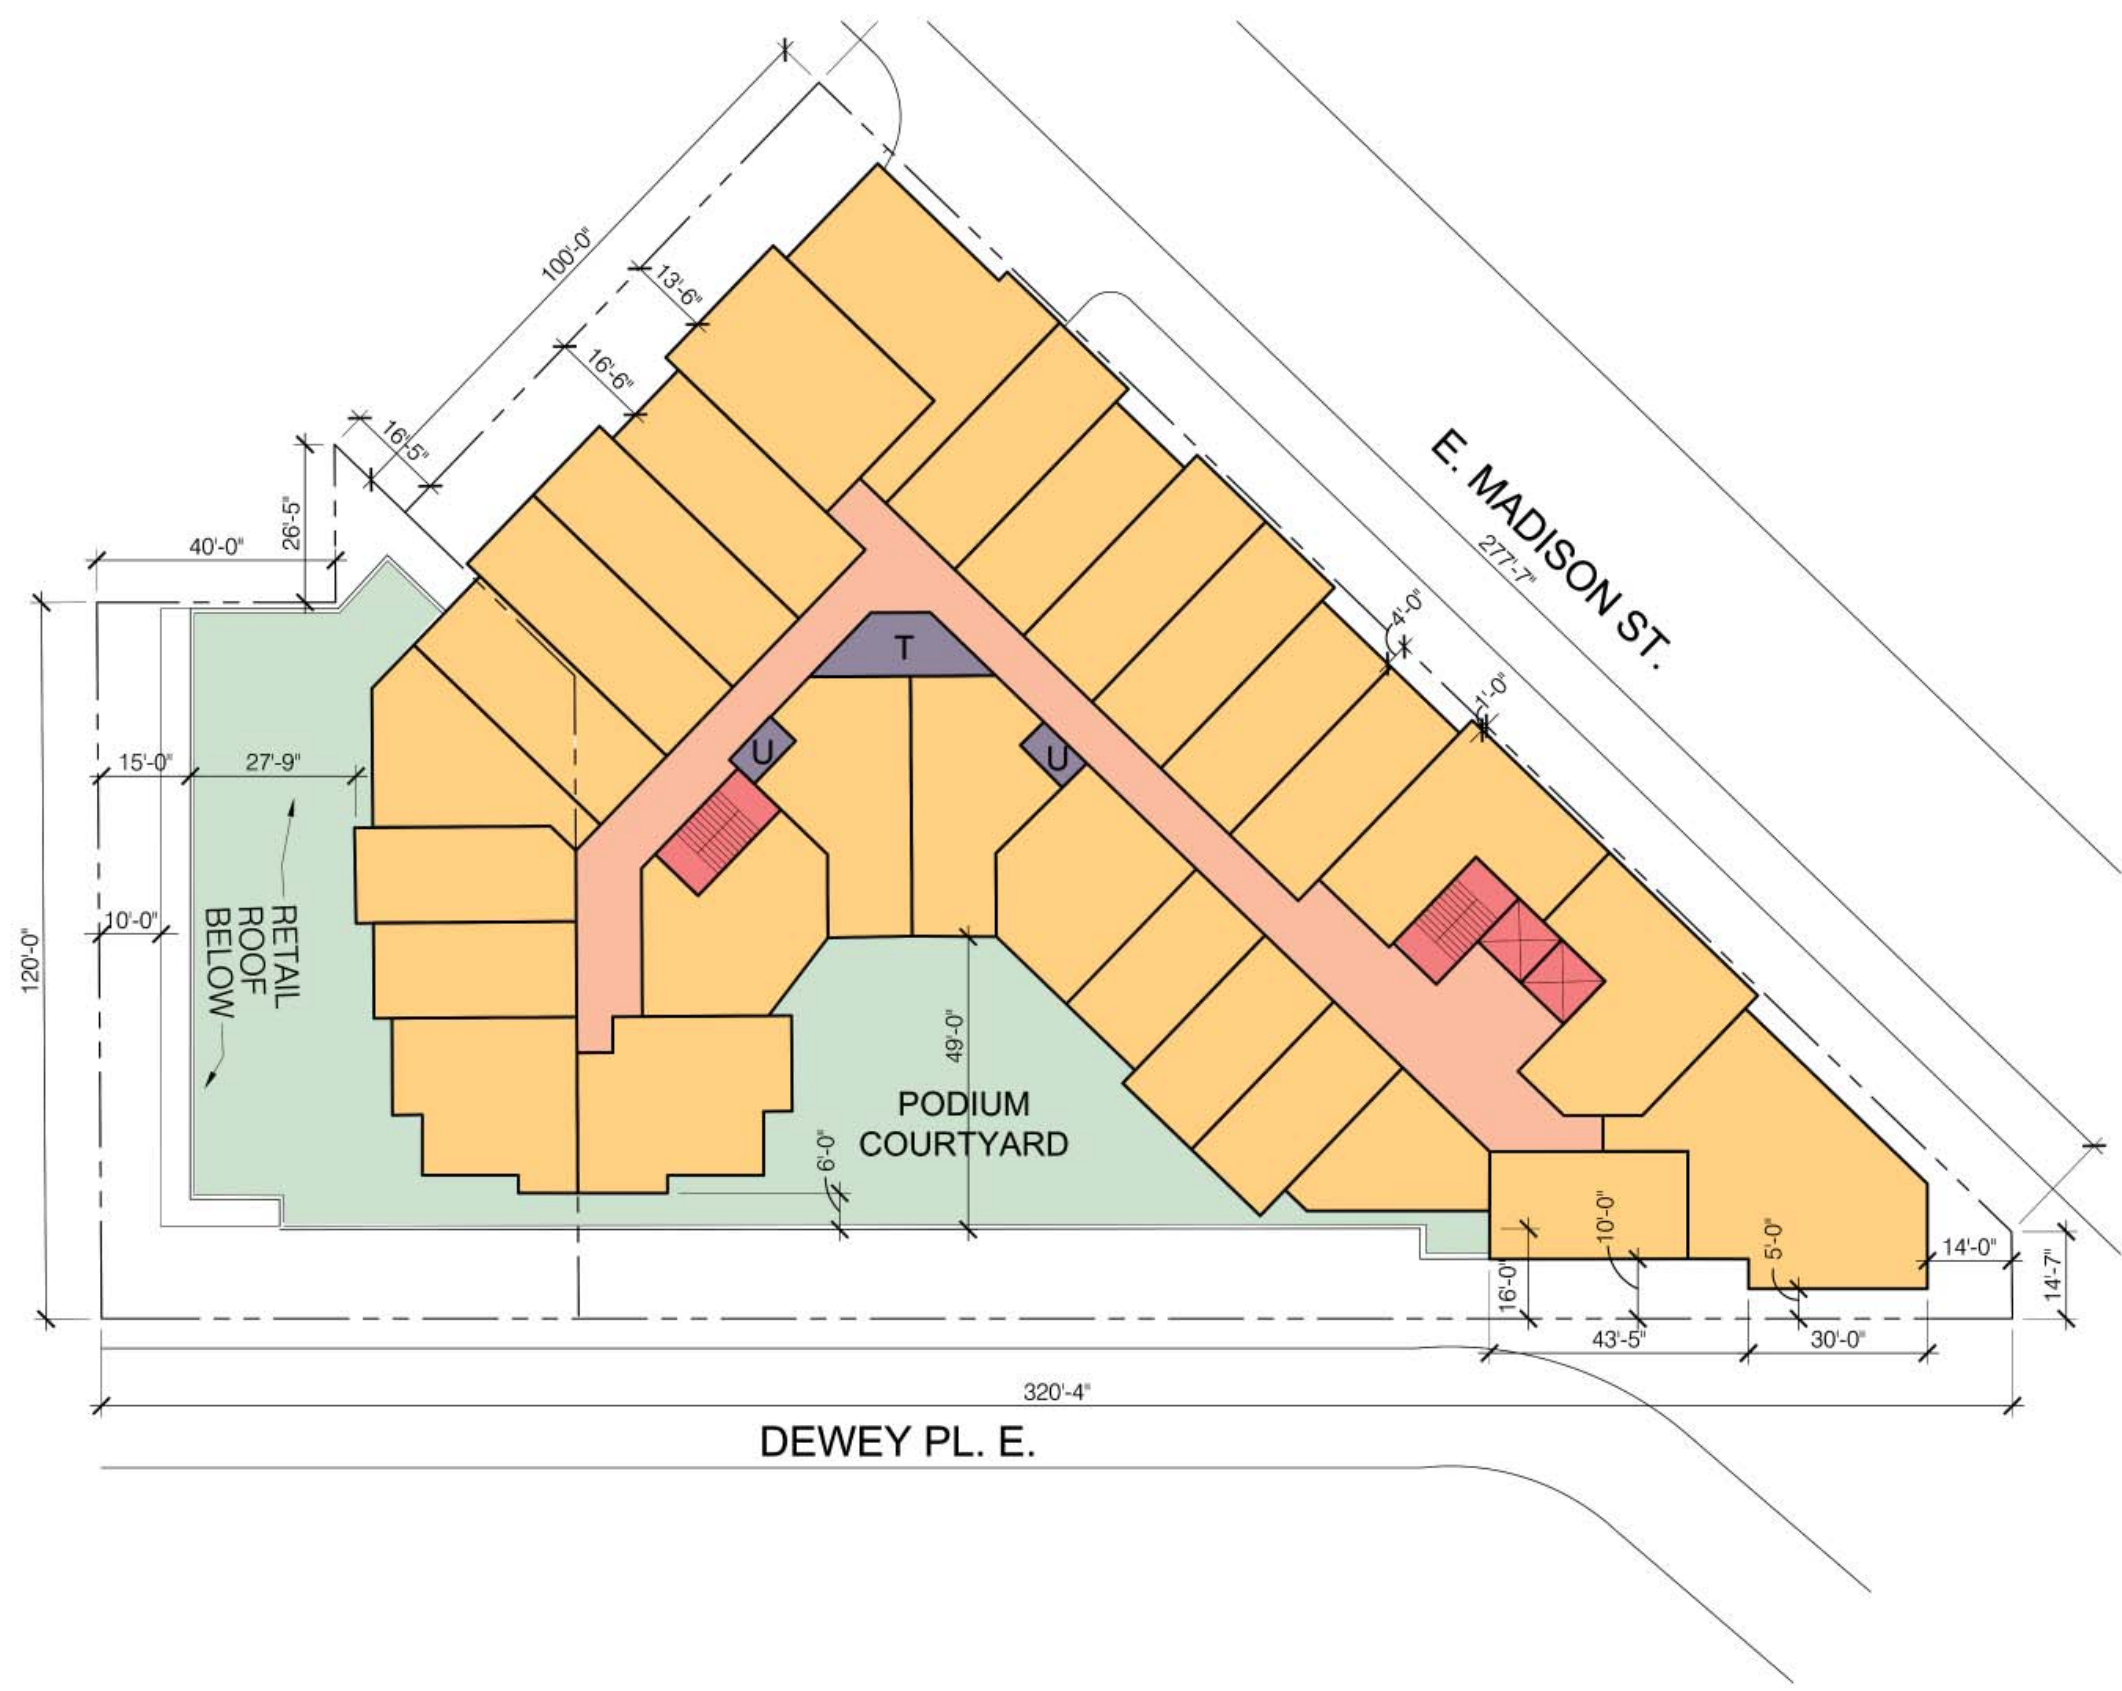 100'-0"
13'-6"
16'-6"
16'-5"
26'-5"
40'-0"
E. MADISON ST.
277'-7"
4'-0"
1'-0"
T
U
U
15'-0"
27'-9"
10'-0"
120'-0"
RETAIL
ROOF
BELOW
49'-0"
PODIUM
COURTYARD
6'-0"
16'-0"
10'-0"
5'-0"
14'-0"
14'-7"
43'-5"
30'-0"
320'-4"
DEWEY PL. E.